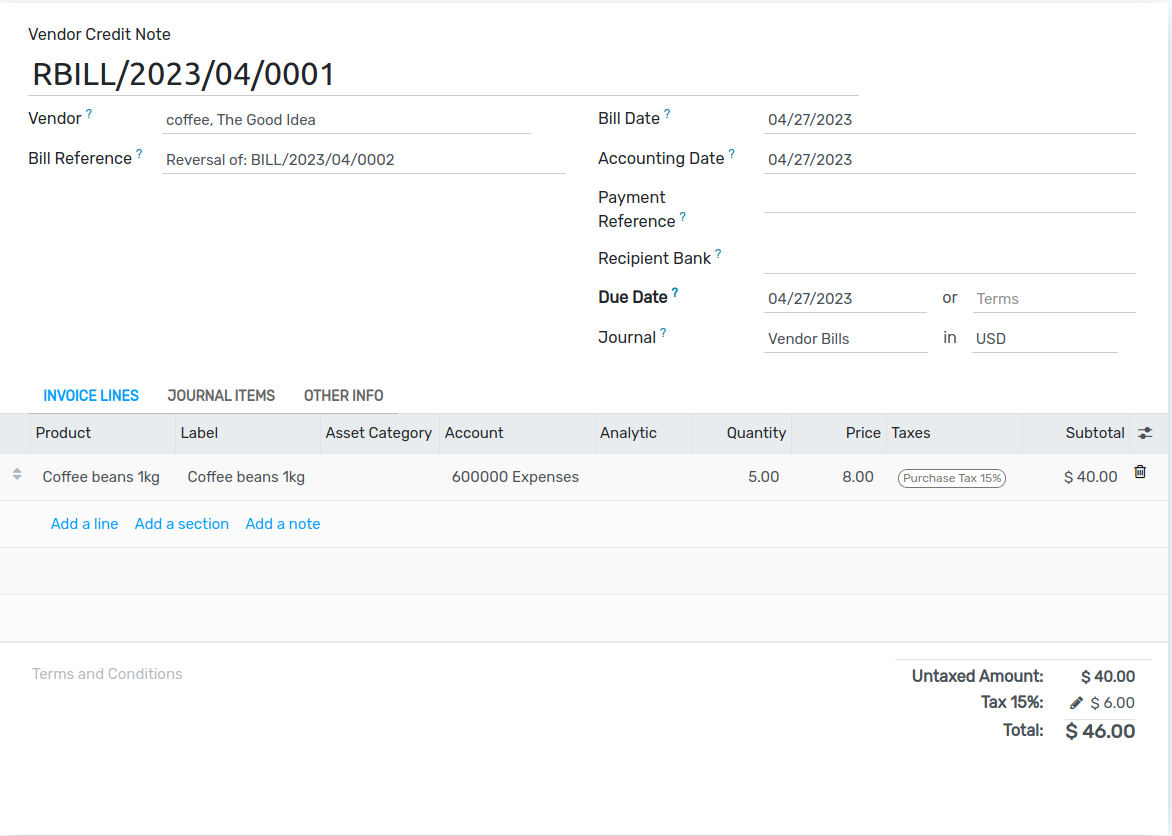 Vendor Credit Note
RBILL/2023/04/0001
Vendor ? coffee, The Good Idea
Bill Reference ? Reversal of: BILL/2023/04/0002
Bill Date ? 04/27/2023
Accounting Date ? 04/27/2023
Payment
Reference ?
Recipient Bank ?
Due Date ? 04/27/2023 or Terms
Journal ? Vendor Bills in USD
INVOICE LINES JOURNAL ITEMS OTHER INFO
Product Label Asset Category Account Analytic Quantity Price Taxes Subtotal
Coffee beans 1kg Coffee beans 1kg 600000 Expenses 5.00 8.00 Purchase Tax 15% $ 40.00
Add a line Add a section Add a note
Terms and Conditions
Untaxed Amount: $ 40.00
Tax 15%: $ 6.00
Total: $ 46.00